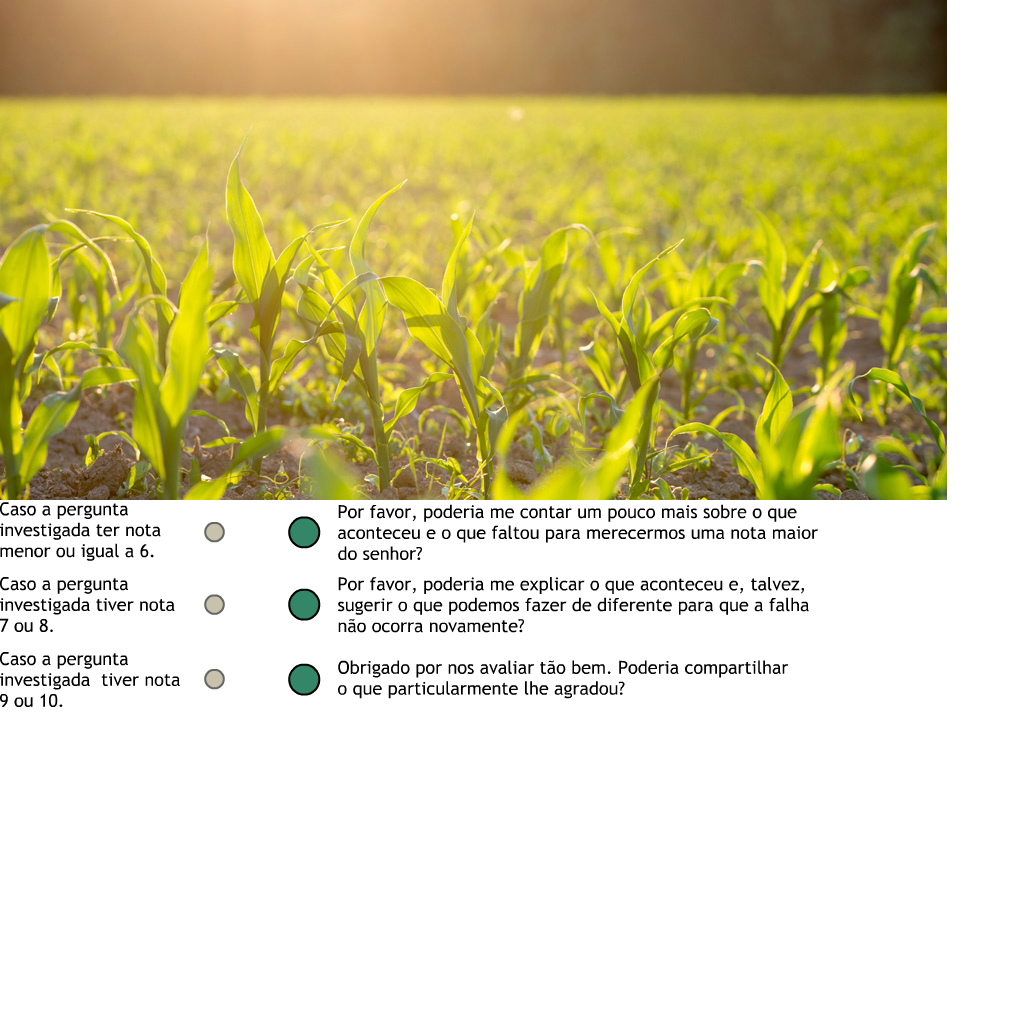 Caso a pergunta
investigada ter nota
menor ou igual a 6.
Por favor, poderia me contar um pouco mais sobre o que
aconteceu e o que faltou para merecermos uma nota maior
do senhor?
Caso a pergunta
investigada tiver nota
7 ou 8.
Por favor, poderia me explicar o que aconteceu e, talvez,
sugerir o que podemos fazer de diferente para que a falha
não ocorra novamente?
Caso a pergunta
investigada  tiver nota
9 ou 10.
Obrigado por nos avaliar tão bem. Poderia compartilhar
o que particularmente lhe agradou?